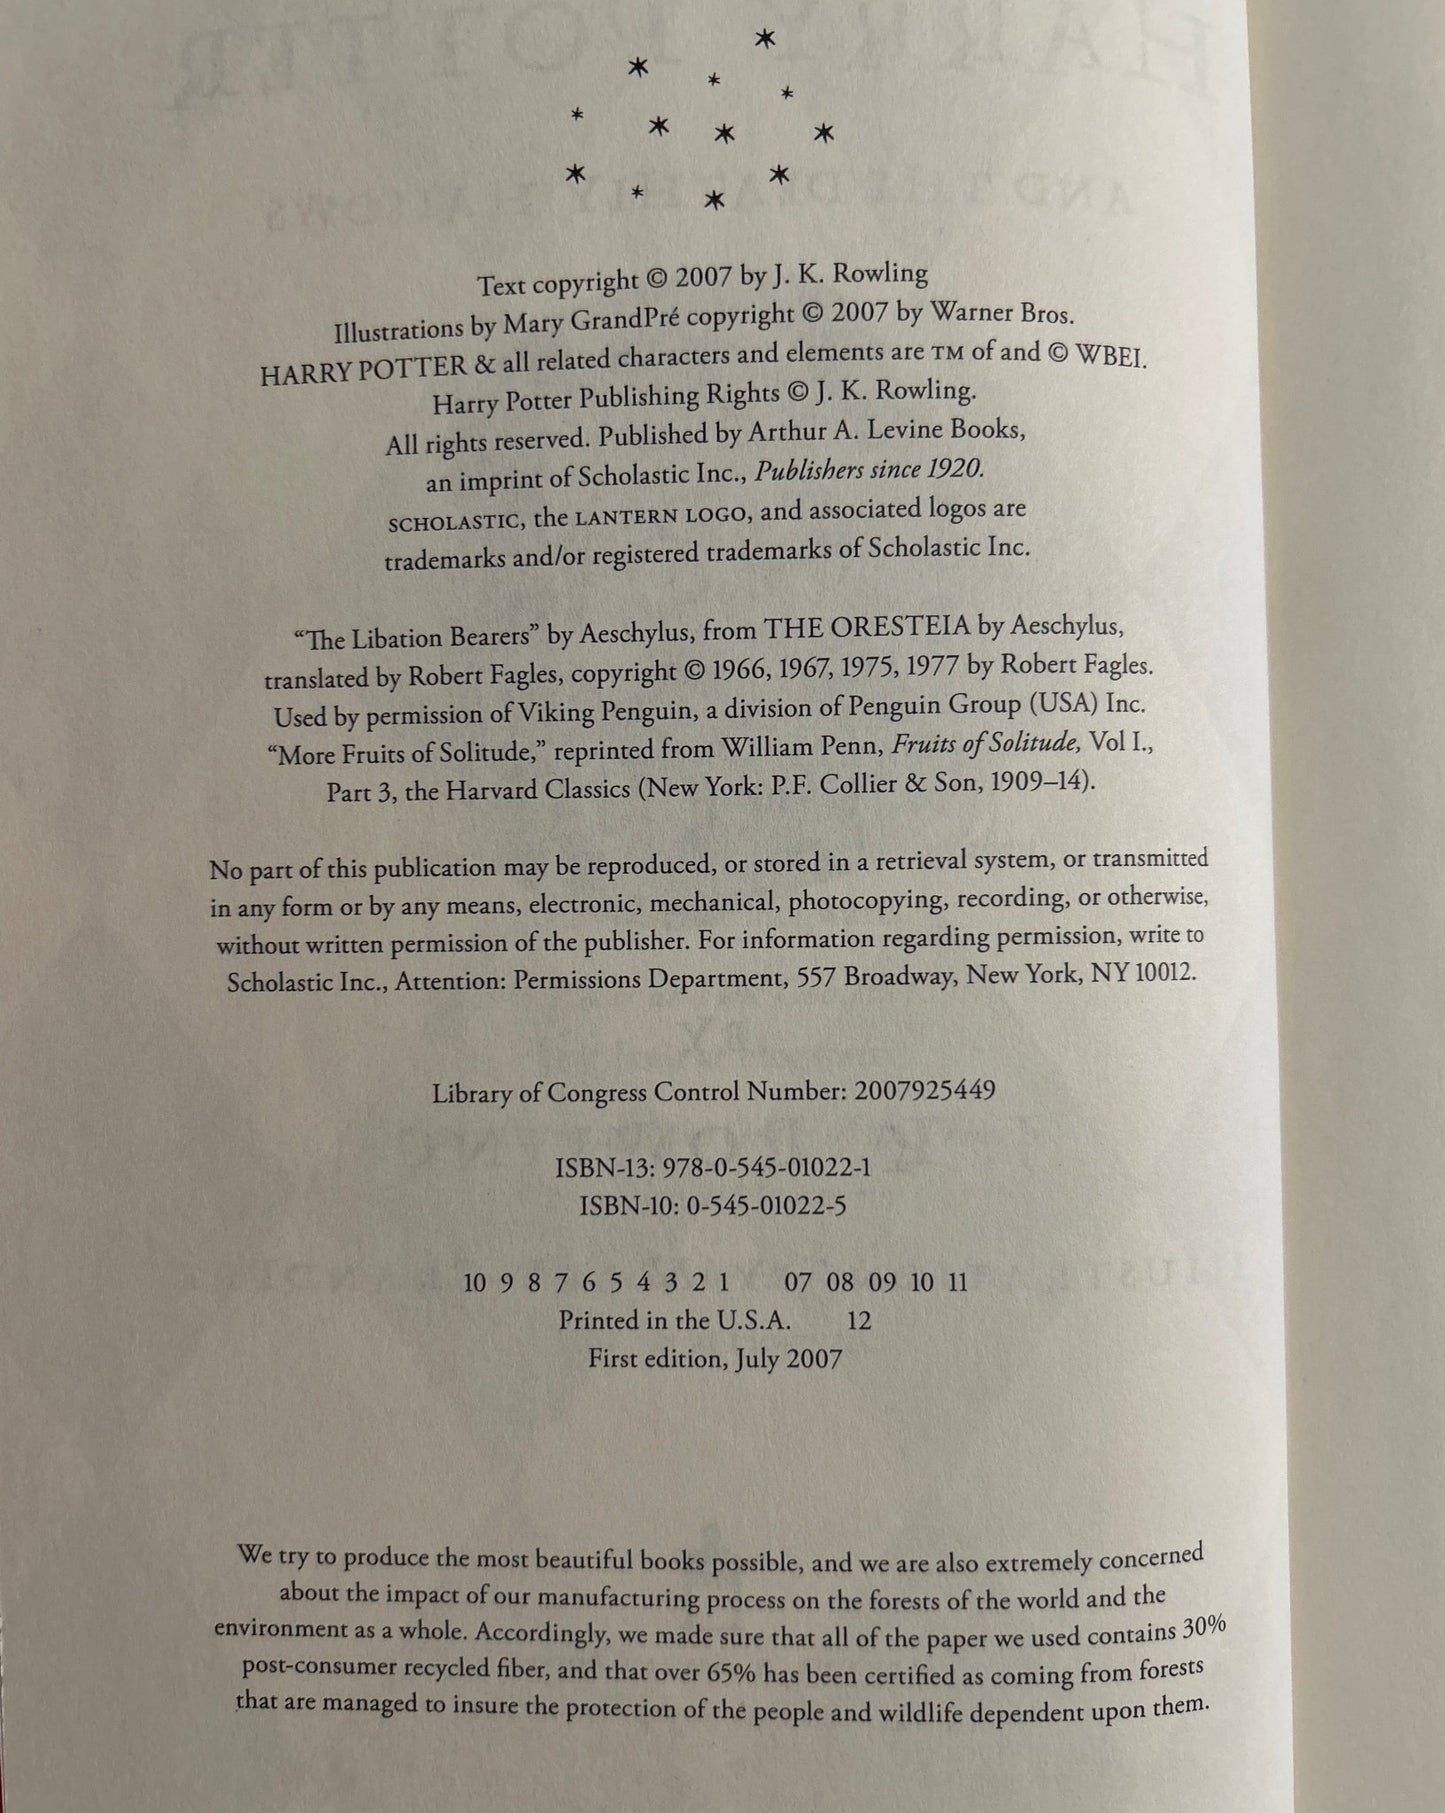 Text copyright © 2007 by J. K. Rowling
Illustrations by Mary GrandPré copyright © 2007 by Warner Bros.
HARRY POTTER & all related characters and elements are TM of and © WBEI.
Harry Potter Publishing Rights © J. K. Rowling.
All rights reserved. Published by Arthur A. Levine Books,
an imprint of Scholastic Inc., Publishers since 1920.
SCHOLASTIC, the LANTERN LOGO, and associated logos are
trademarks and/or registered trademarks of Scholastic Inc.
“The Libation Bearers” by Aeschylus, from THE ORESTEIA by Aeschylus,
translated by Robert Fagles, copyright © 1966, 1967, 1975, 1977 by Robert Fagles.
Used by permission of Viking Penguin, a division of Penguin Group (USA) Inc.
“More Fruits of Solitude,” reprinted from William Penn, Fruits of Solitude, Vol I.,
Part 3, the Harvard Classics (New York: P.F. Collier & Son, 1909–14).
No part of this publication may be reproduced, or stored in a retrieval system, or transmitted
in any form or by any means, electronic, mechanical, photocopying, recording, or otherwise,
without written permission of the publisher. For information regarding permission, write to
Scholastic Inc., Attention: Permissions Department, 557 Broadway, New York, NY 10012.
Library of Congress Control Number: 2007925449
ISBN-13: 978-0-545-01022-1
ISBN-10: 0-545-01022-5
10 9 8 7 6 5 4 3 2 1 07 08 09 10 11
Printed in the U.S.A. 12
First edition, July 2007
We try to produce the most beautiful books possible, and we are also extremely concerned
about the impact of our manufacturing process on the forests of the world and the
environment as a whole. Accordingly, we made sure that all of the paper we used contains 30%
post-consumer recycled fiber, and that over 65% has been certified as coming from forests
that are managed to insure the protection of the people and wildlife dependent upon them.